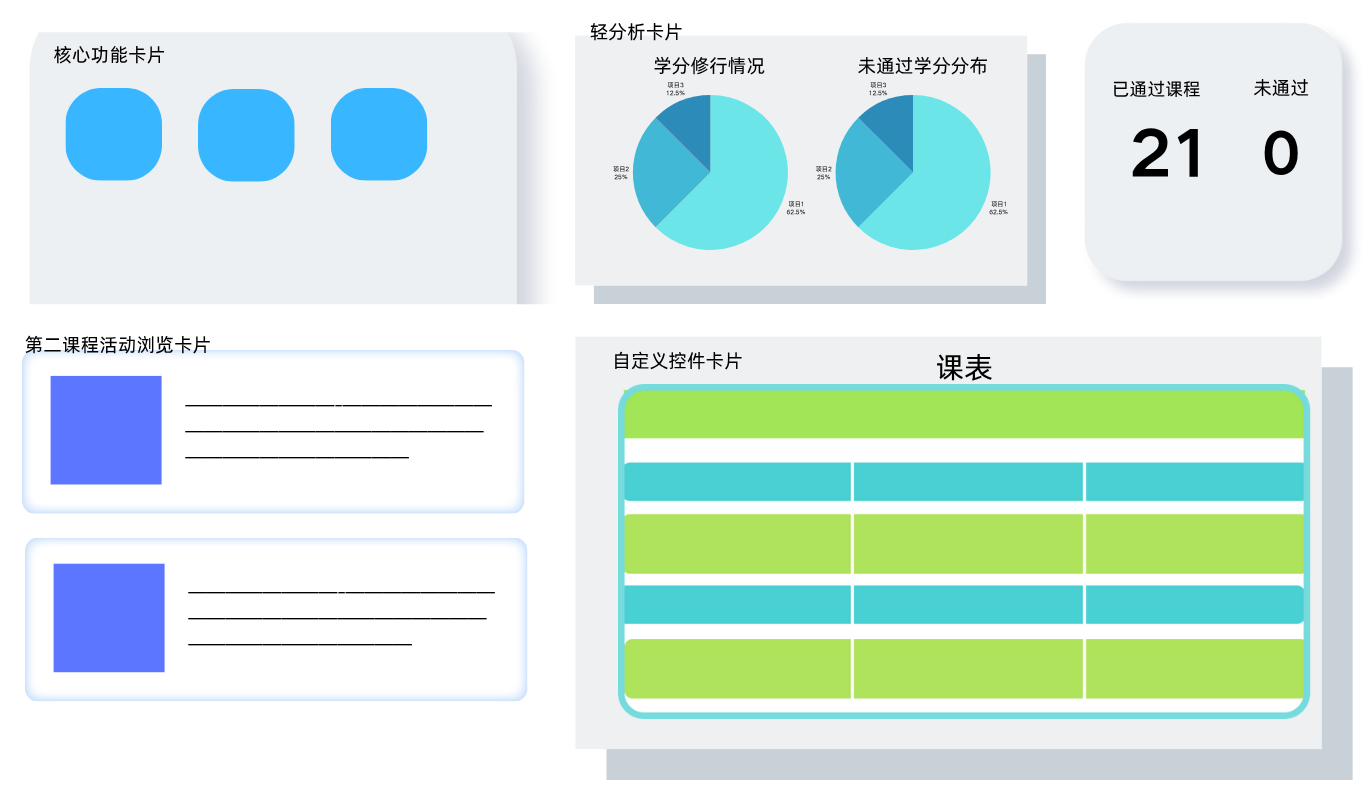 核心功能卡片
轻分析卡片
学分修行情况
项目3
12.5%
项目2
25%
项目1
62.5%
未通过学分分布
项目3
12.5%
项目2
25%
项目1
62.5%
已通过课程
未通过
21
0
第二课程活动浏览卡片
自定义控件卡片
课表